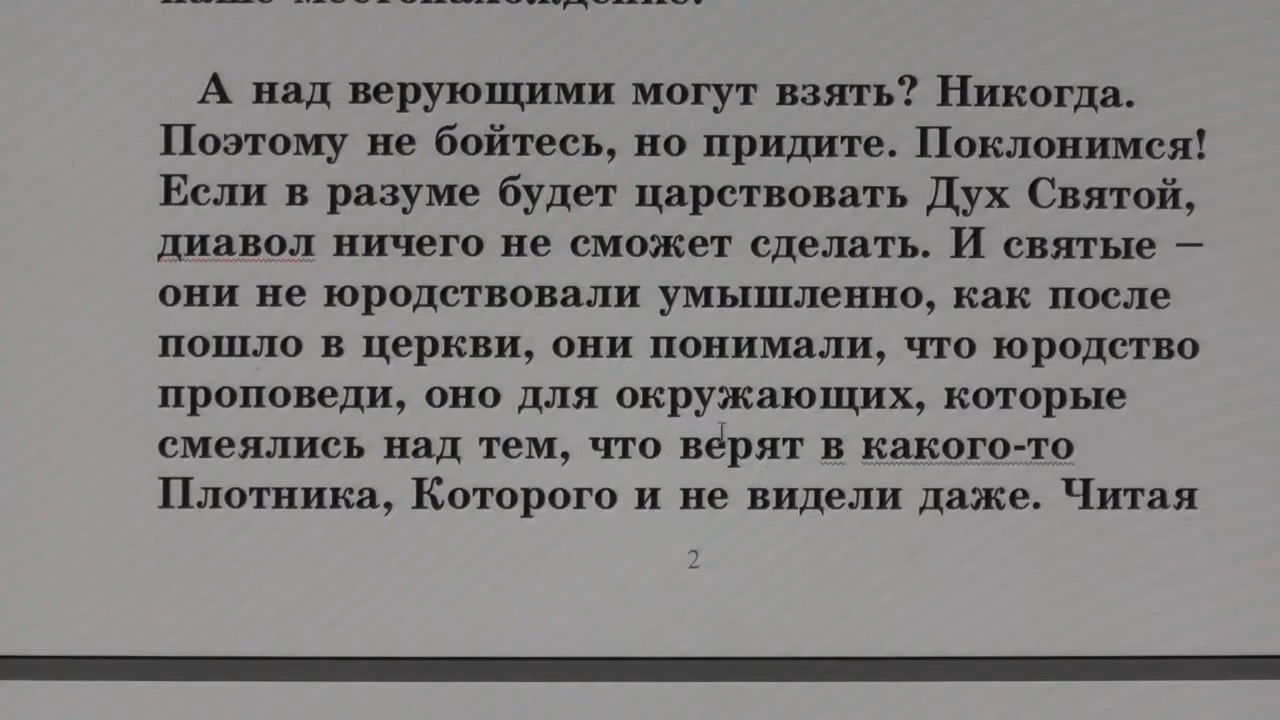 А над верующими могут взять? Никогда.
Поэтому не бойтесь, но придите. Поклонимся!
Если в разуме будет царствовать Дух Святой,
диавол ничего не сможет сделать. И святые –
они не юродствовали умышленно, как после
пошло в церкви, они понимали, что юродство
проповеди, оно для окружающих, которые
смеялись над тем, что верят в какого-то
Плотника, Которого и не видели даже. Читая
2